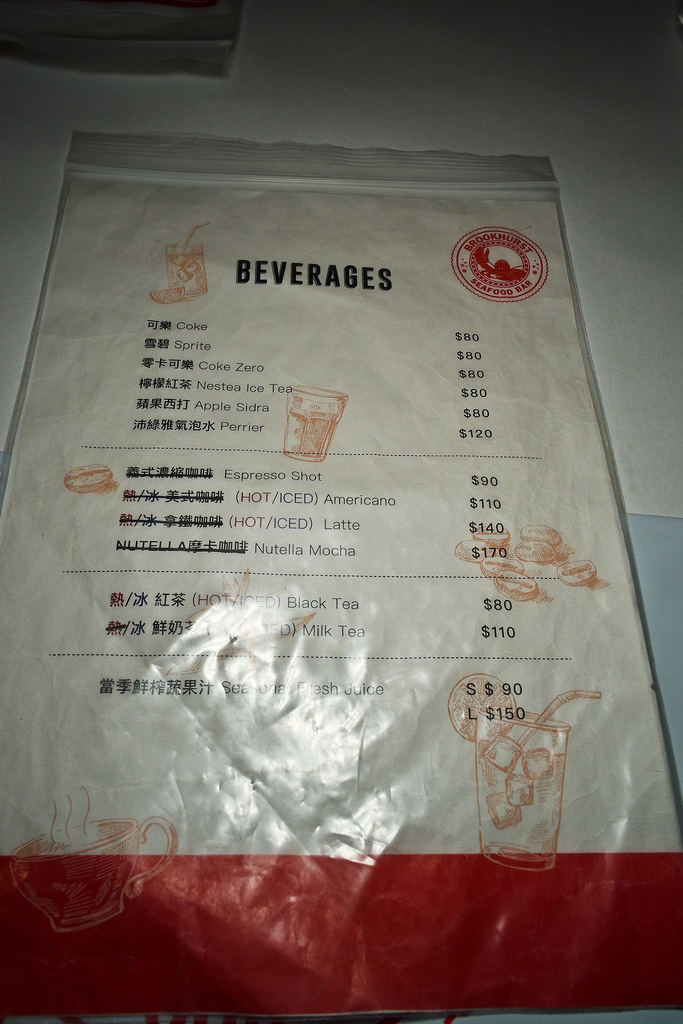 BROOKHURST
SEAFOOD BAR
BEVERAGES
可樂 Coke $80
雪碧 Sprite $80
零卡可樂 Coke Zero $80
檸檬紅茶 Nestea Ice Tea $80
蘋果西打 Apple Sidra $80
沛綠雅氣泡水 Perrier $120
義式濃縮咖啡 Espresso Shot $90
熱/冰 美式咖啡 (HOT/ICED) Americano $110
熱/冰 拿鐵咖啡 (HOT/ICED) Latte $140
NUTELLA摩卡咖啡 Nutella Mocha $170
熱/冰 紅茶 (HOT/ICED) Black Tea $80
熱/冰 鮮奶茶 Milk Tea $110
當季鮮榨蔬果汁 Seasonal Fresh Juice S $ 90
L $150